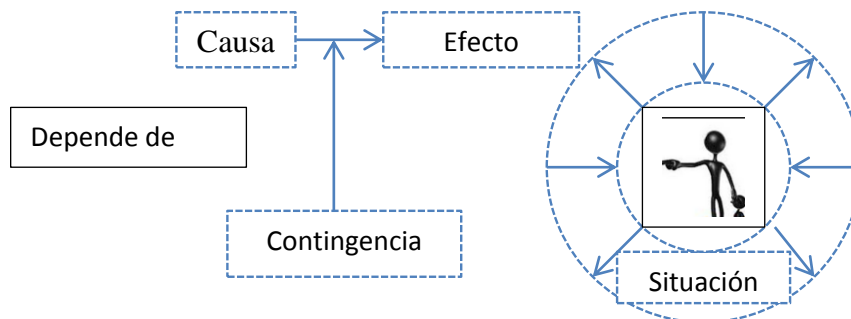 Causa
Efecto
Depende de
Contingencia
Situación